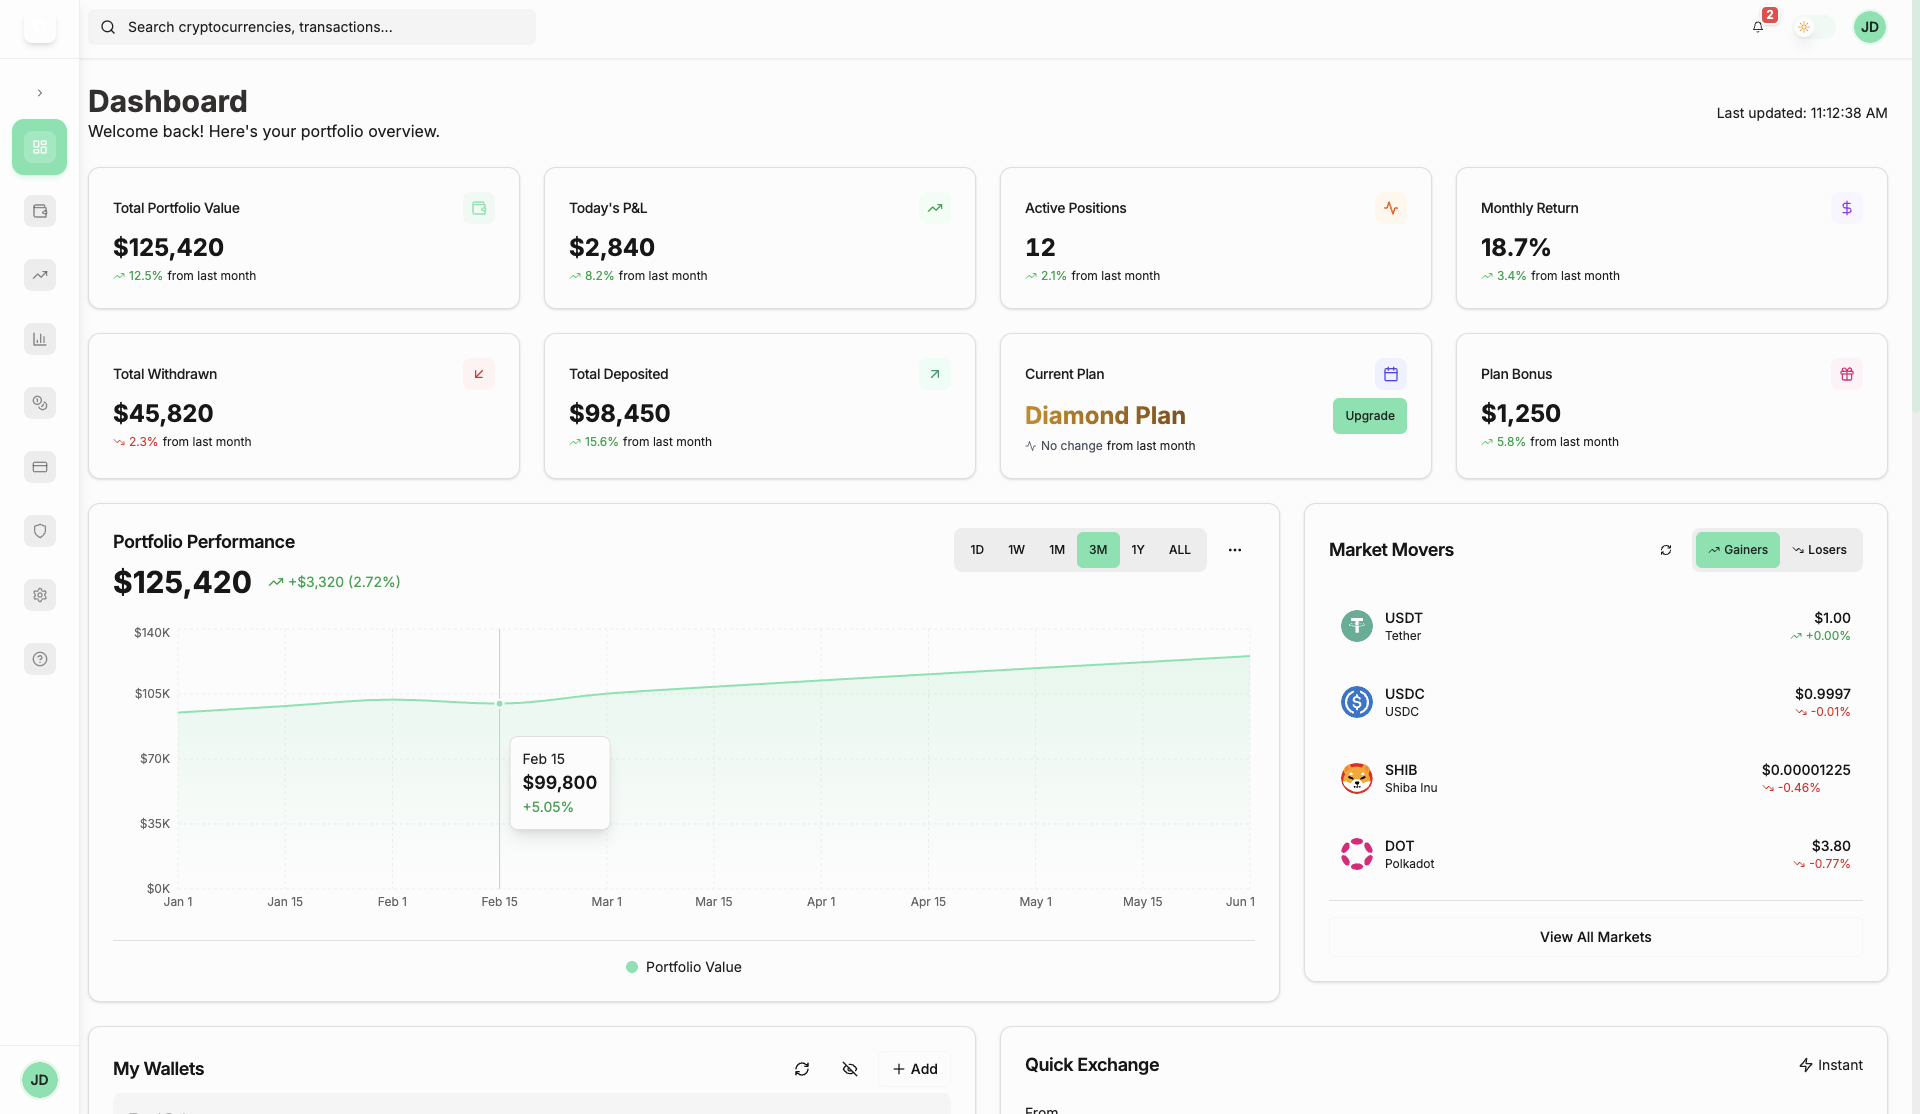 Search cryptocurrencies, transactions...
2
JD
Dashboard
Welcome back! Here's your portfolio overview.
Last updated: 11:12:38 AM
Total Portfolio Value
$125,420
12.5% from last month
Today's P&L
$2,840
8.2% from last month
Active Positions
12
2.1% from last month
Monthly Return
18.7%
3.4% from last month
Total Withdrawn
$45,820
2.3% from last month
Total Deposited
$98,450
15.6% from last month
Current Plan
Diamond Plan
Upgrade
No change from last month
Plan Bonus
$1,250
5.8% from last month
Portfolio Performance
$125,420 +$3,320 (2.72%)
1D 1W 1M 3M 1Y ALL
$140K
$105K
$70K
$35K
$0K
Feb 15
$99,800
+5.05%
Jan 1 Jan 15 Feb 1 Feb 15 Mar 1 Mar 15 Apr 1 Apr 15 May 1 May 15 Jun 1
Portfolio Value
Market Movers
Gainers Losers
USDT $1.00
Tether +0.00%
USDC $0.9997
USDC -0.01%
SHIB $0.00001225
Shiba Inu -0.46%
DOT $3.80
Polkadot -0.77%
View All Markets
My Wallets
Add
Quick Exchange
Instant
From
JD